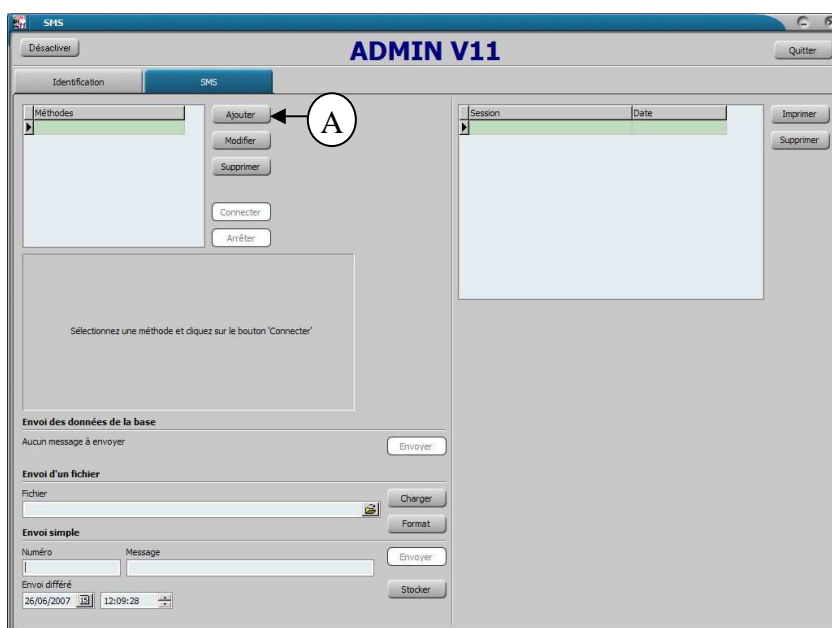 SMS
Désactiver
ADMIN V11
Quitter
Identification
SMS
Méthodes
Ajouter
A
Modifier
Supprimer
Connecter
Arrêter
Session
Date
Imprimer
Supprimer
Sélectionnez une méthode et cliquez sur le bouton 'Connecter'
Envoi des données de la base
Aucun message à envoyer
Envoyer
Envoi d'un fichier
Fichier
Charger
Format
Envoi simple
Numéro
Message
Envoyer
Envoi différé
26/06/2007
15
12:09:28
Stocker